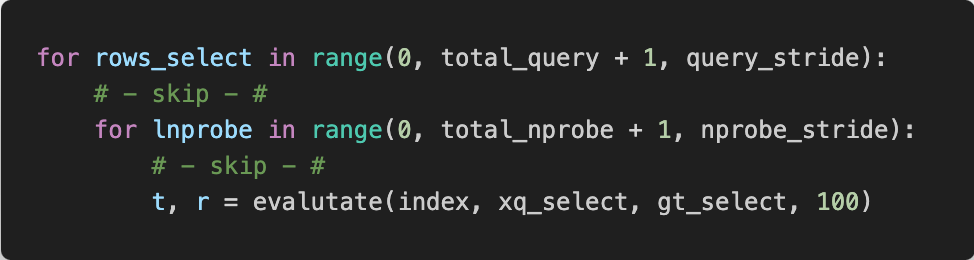 for rows_select in range(0, total_query + 1, query_stride):
# - skip - #
for lnprobe in range(0, total_nprobe + 1, nprobe_stride):
# - skip - #
t, r = evalutate(index, xq_select, gt_select, 100)